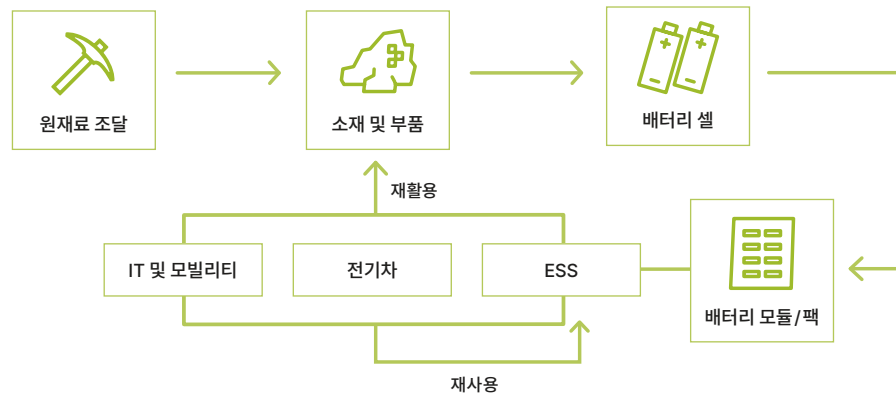 원재료 조달
소재 및 부품
배터리 셀
재활용
IT 및 모빌리티
전기차
ESS
배터리 모듈/팩
재사용